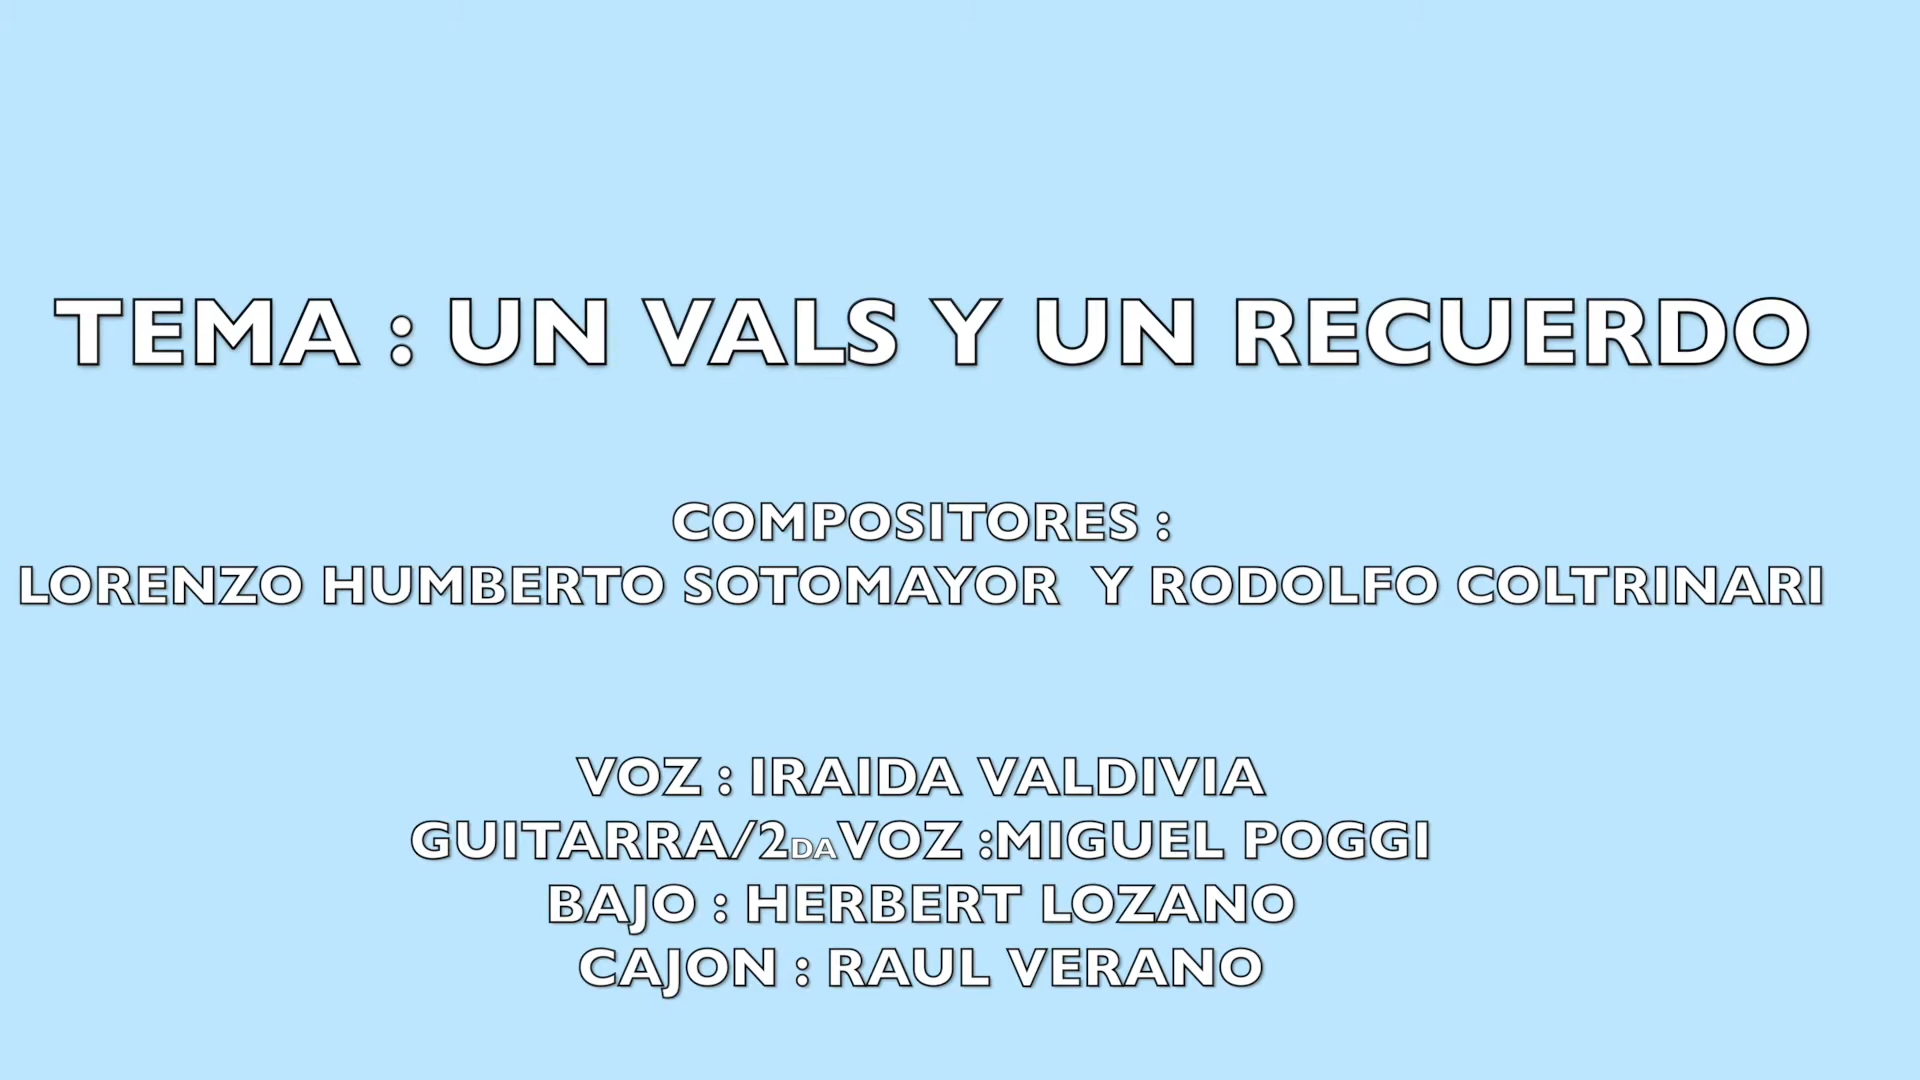 TEMA : UN VALS Y UN RECUERDO
COMPOSITORES :
LORENZO HUMBERTO SOTOMAYOR Y RODOLFO COLTRINARI
VOZ : IRAIDA VALDIVIA
GUITARRA/2DAVOZ :MIGUEL POGGI
BAJO : HERBERT LOZANO
CAJON : RAUL VERANO